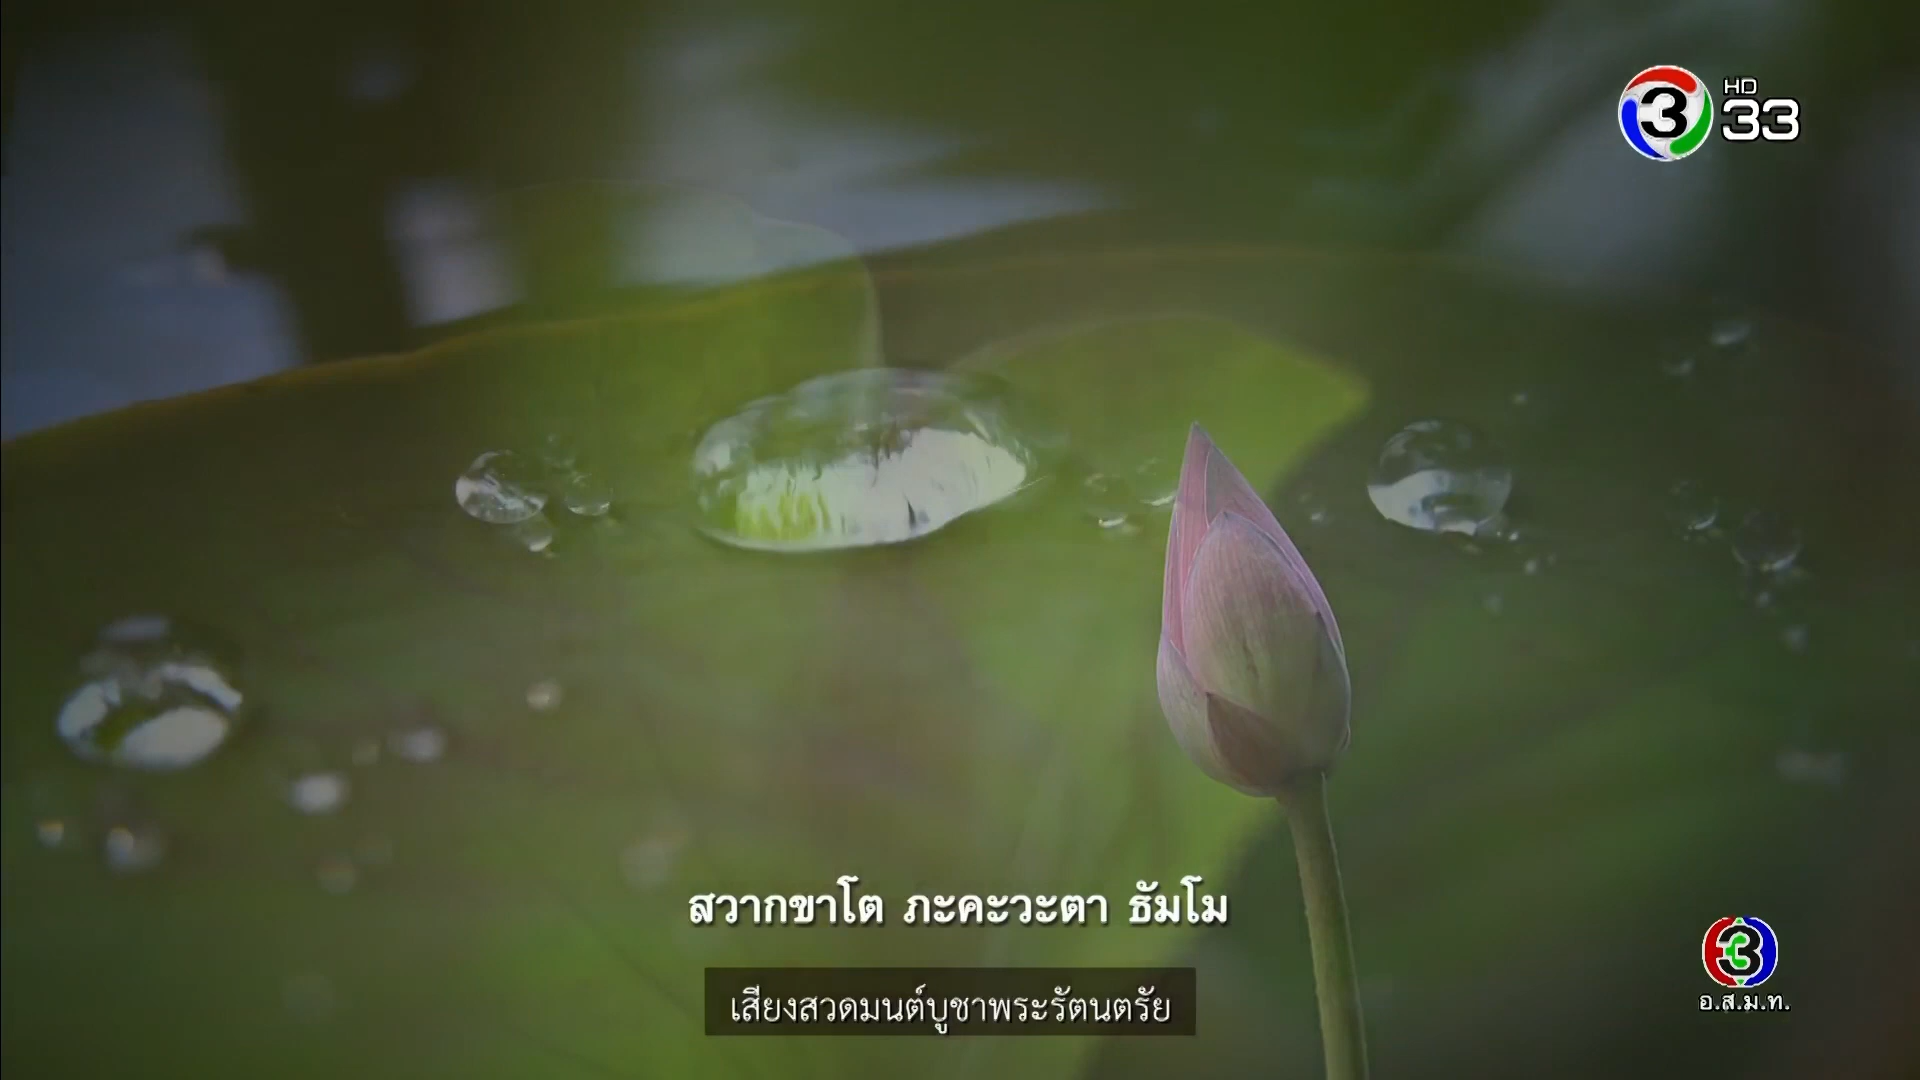 3 HD 33
สวากขาโต ภะคะวะตา ธัมโม
เสียงสวดมนต์บูชาพระรัตนตรัย
3
อ.ส.ม.ท.